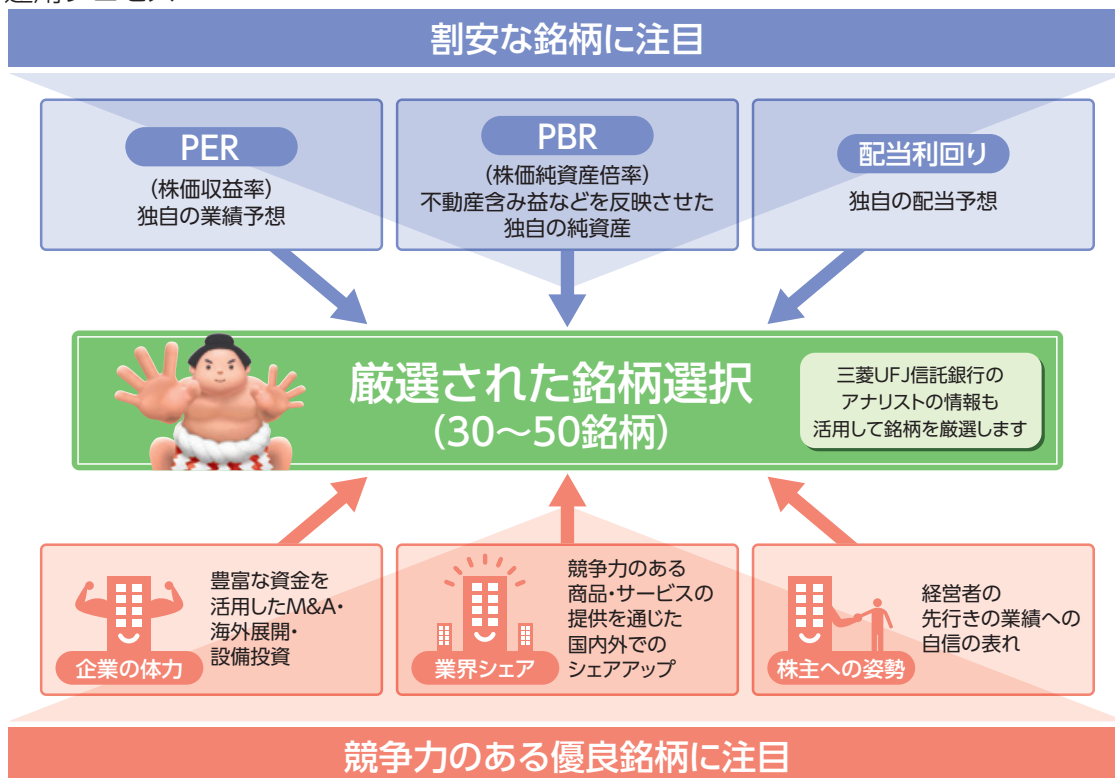 運用プロセス
割安な銘柄に注目
PER
(株価収益率)
独自の業績予想
PBR
(株価純資産倍率)
不動産含み益などを反映させた
独自の純資産
配当利回り
独自の配当予想
厳選された銘柄選択
(30〜50銘柄)
三菱UFJ信託銀行の
アナリストの情報も
活用して銘柄を厳選します
豊富な資金を
活用したM&A・
海外展開・
設備投資
企業の体力
競争力のある
商品・サービスの
提供を通じた
国内外での
シェアアップ
業界シェア
経営者の
先行きの業績への
自信の表れ
株主への姿勢
競争力のある優良銘柄に注目